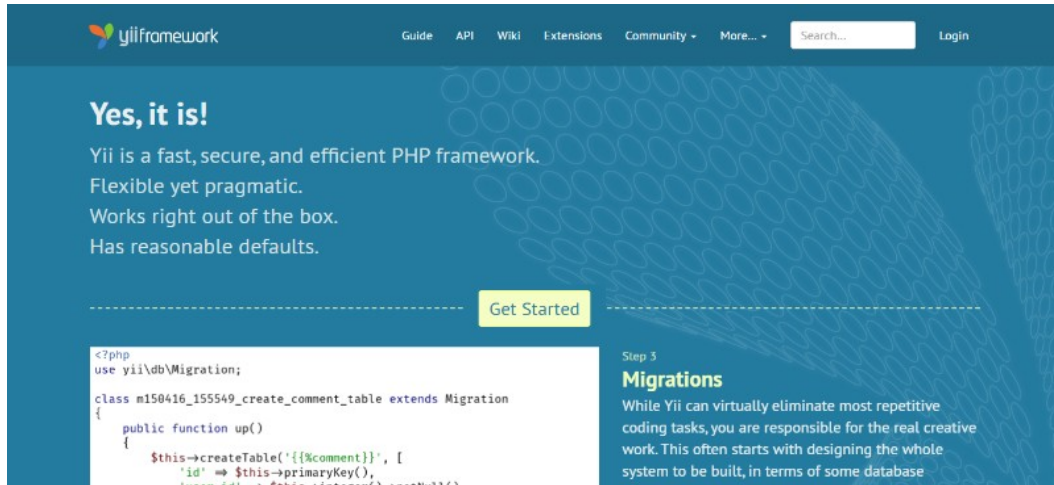 yiiframework
Guide API Wiki Extensions Community More... Search... Login
Yes, it is!
Yii is a fast, secure, and efficient PHP framework.
Flexible yet pragmatic.
Works right out of the box.
Has reasonable defaults.
Get Started
<?php
use yii\db\Migration;
class m150416_155549_create_comment_table extends Migration
{
public function up()
{
$this→createTable('{{%comment}}', [
'id' ⇒ $this→primaryKey(),
Step 3
Migrations
While Yii can virtually eliminate most repetitive
coding tasks, you are responsible for the real creative
work. This often starts with designing the whole
system to be built, in terms of some database